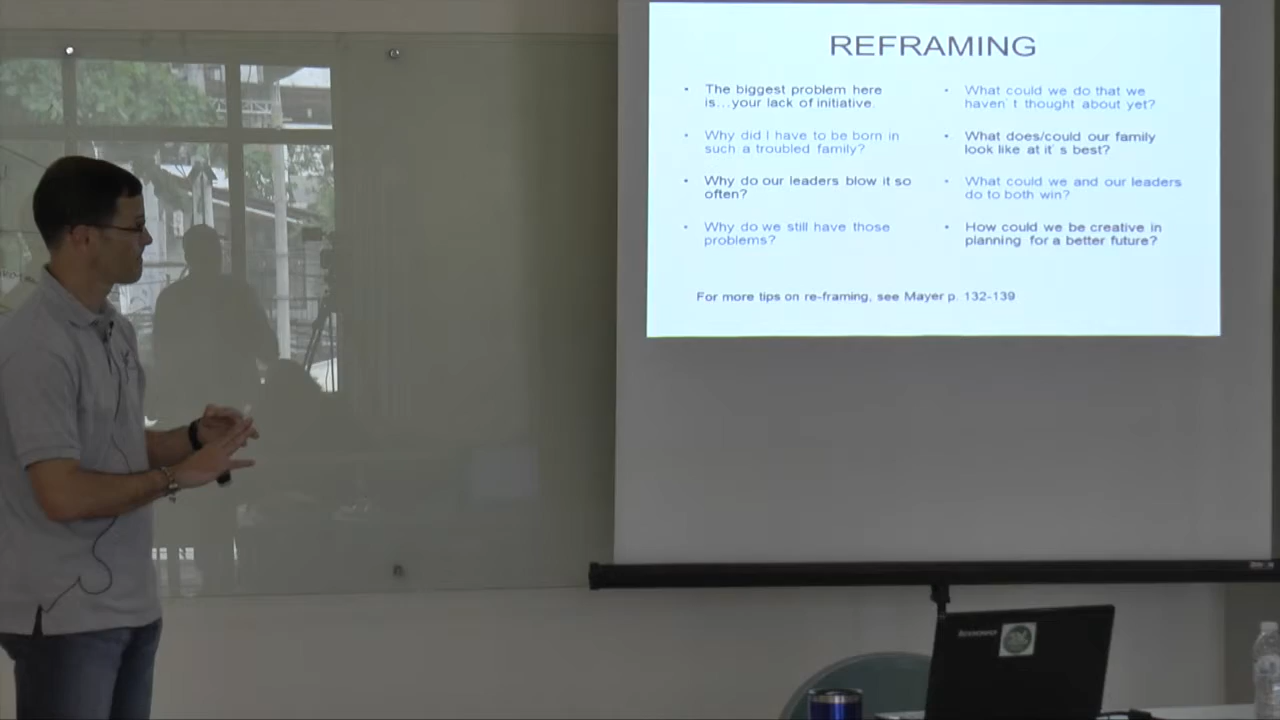 REFRAMING
• The biggest problem here
is…your lack of initiative.
• Why did I have to be born in
such a troubled family?
• Why do our leaders blow it so
often?
• Why do we still have those
problems?
• What could we do that we
haven't thought about yet?
• What does/could our family
look like at it's best?
• What could we and our leaders
do to both win?
• How could we be creative in
planning for a better future?
For more tips on re-framing, see Mayer p. 132-139
lenovo